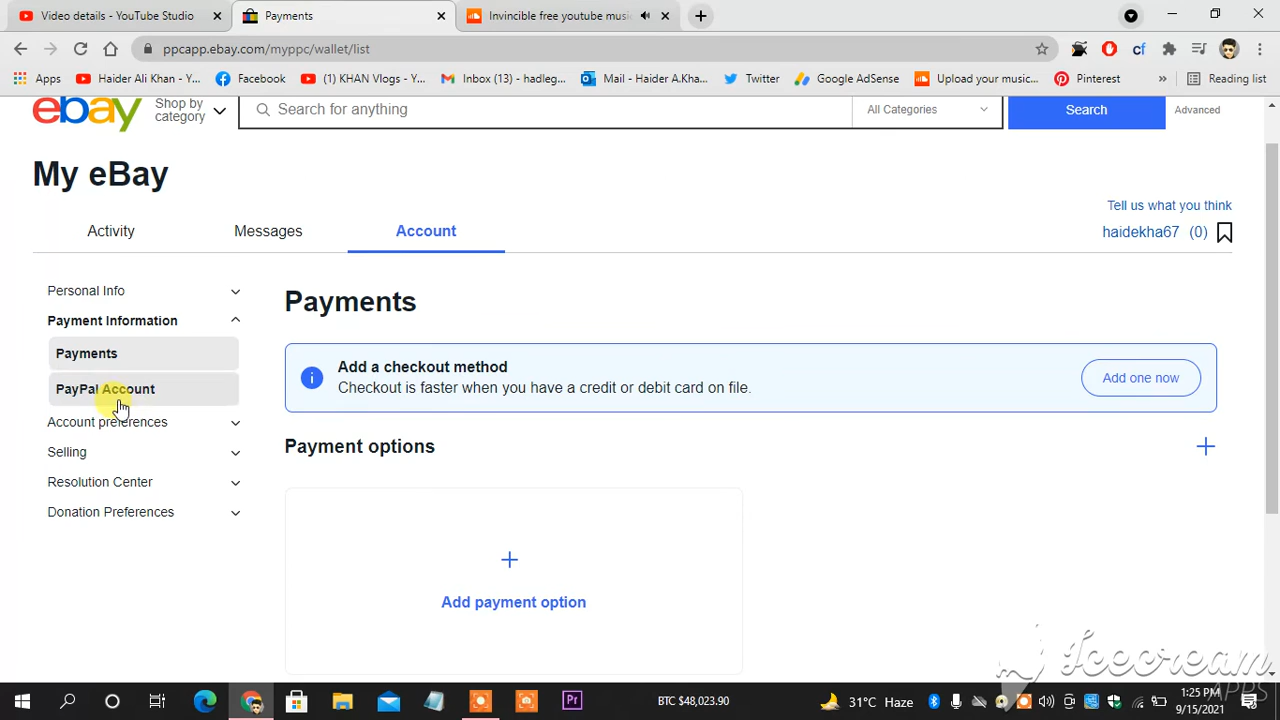 Video details - YouTube Studio
Payments
Invincible free youtube musi
ppcapp.ebay.com/myppc/wallet/list
Apps
Haider Ali Khan - Y...
Facebook
(1) KHAN Vlogs - Y...
Inbox (13) - hadleg...
Mail - Haider A.Kha...
Twitter
Google AdSense
Upload your music...
Pinterest
»
Reading list
ebay
Shop by
category
Search for anything
All Categories
Search
Advanced
My eBay
Tell us what you think
Activity
Messages
Account
haidekha67 (0)
Personal Info
Payment Information
Payments
PayPal Account
Account preferences
Selling
Resolution Center
Donation Preferences
Payments
Add a checkout method
Checkout is faster when you have a credit or debit card on file.
Add one now
Payment options
Add payment option
Icecream
APPS
Pr
BTC $48,023.90
31°C Haze
1:25 PM
9/15/2021